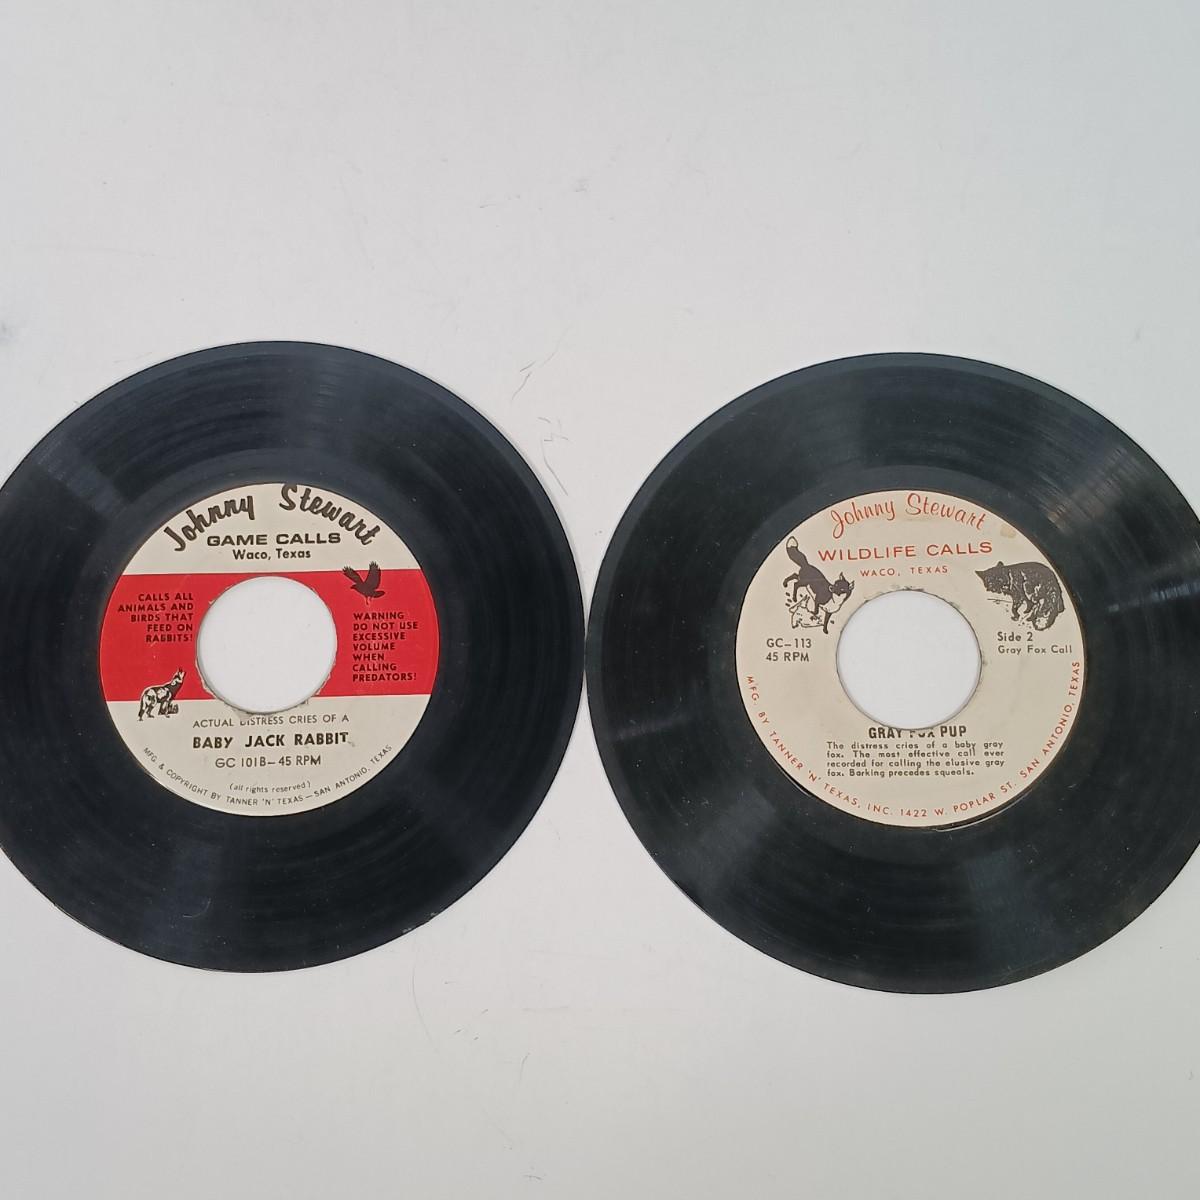 Johnny Stewart
GAME CALLS
Waco, Texas
CALLS ALL
ANIMALS AND
BIRDS THAT
FEED ON
RABBITS!
WARNING
DO NOT USE
EXCESSIVE
VOLUME
WHEN
CALLING
PREDATORS!
ACTUAL DISTRESS CRIES OF A
BABY JACK RABBIT
GC 101B—45 RPM
(all rights reserved)
MFG. & COPYRIGHT BY TANNER 'N' TEXAS—SAN ANTONIO, TEXAS
Johnny Stewart
WILDLIFE CALLS
WACO, TEXAS
GC—113
45 RPM
Side 2
Gray Fox Call
GRAY FOX PUP
The distress cries of a baby gray
fox. The most effective call ever
recorded for calling the elusive gray
fox. Barking precedes squeals.
MFG. BY TANNER 'N' TEXAS, INC. 1422 W. POPLAR ST. SAN ANTONIO, TEXAS